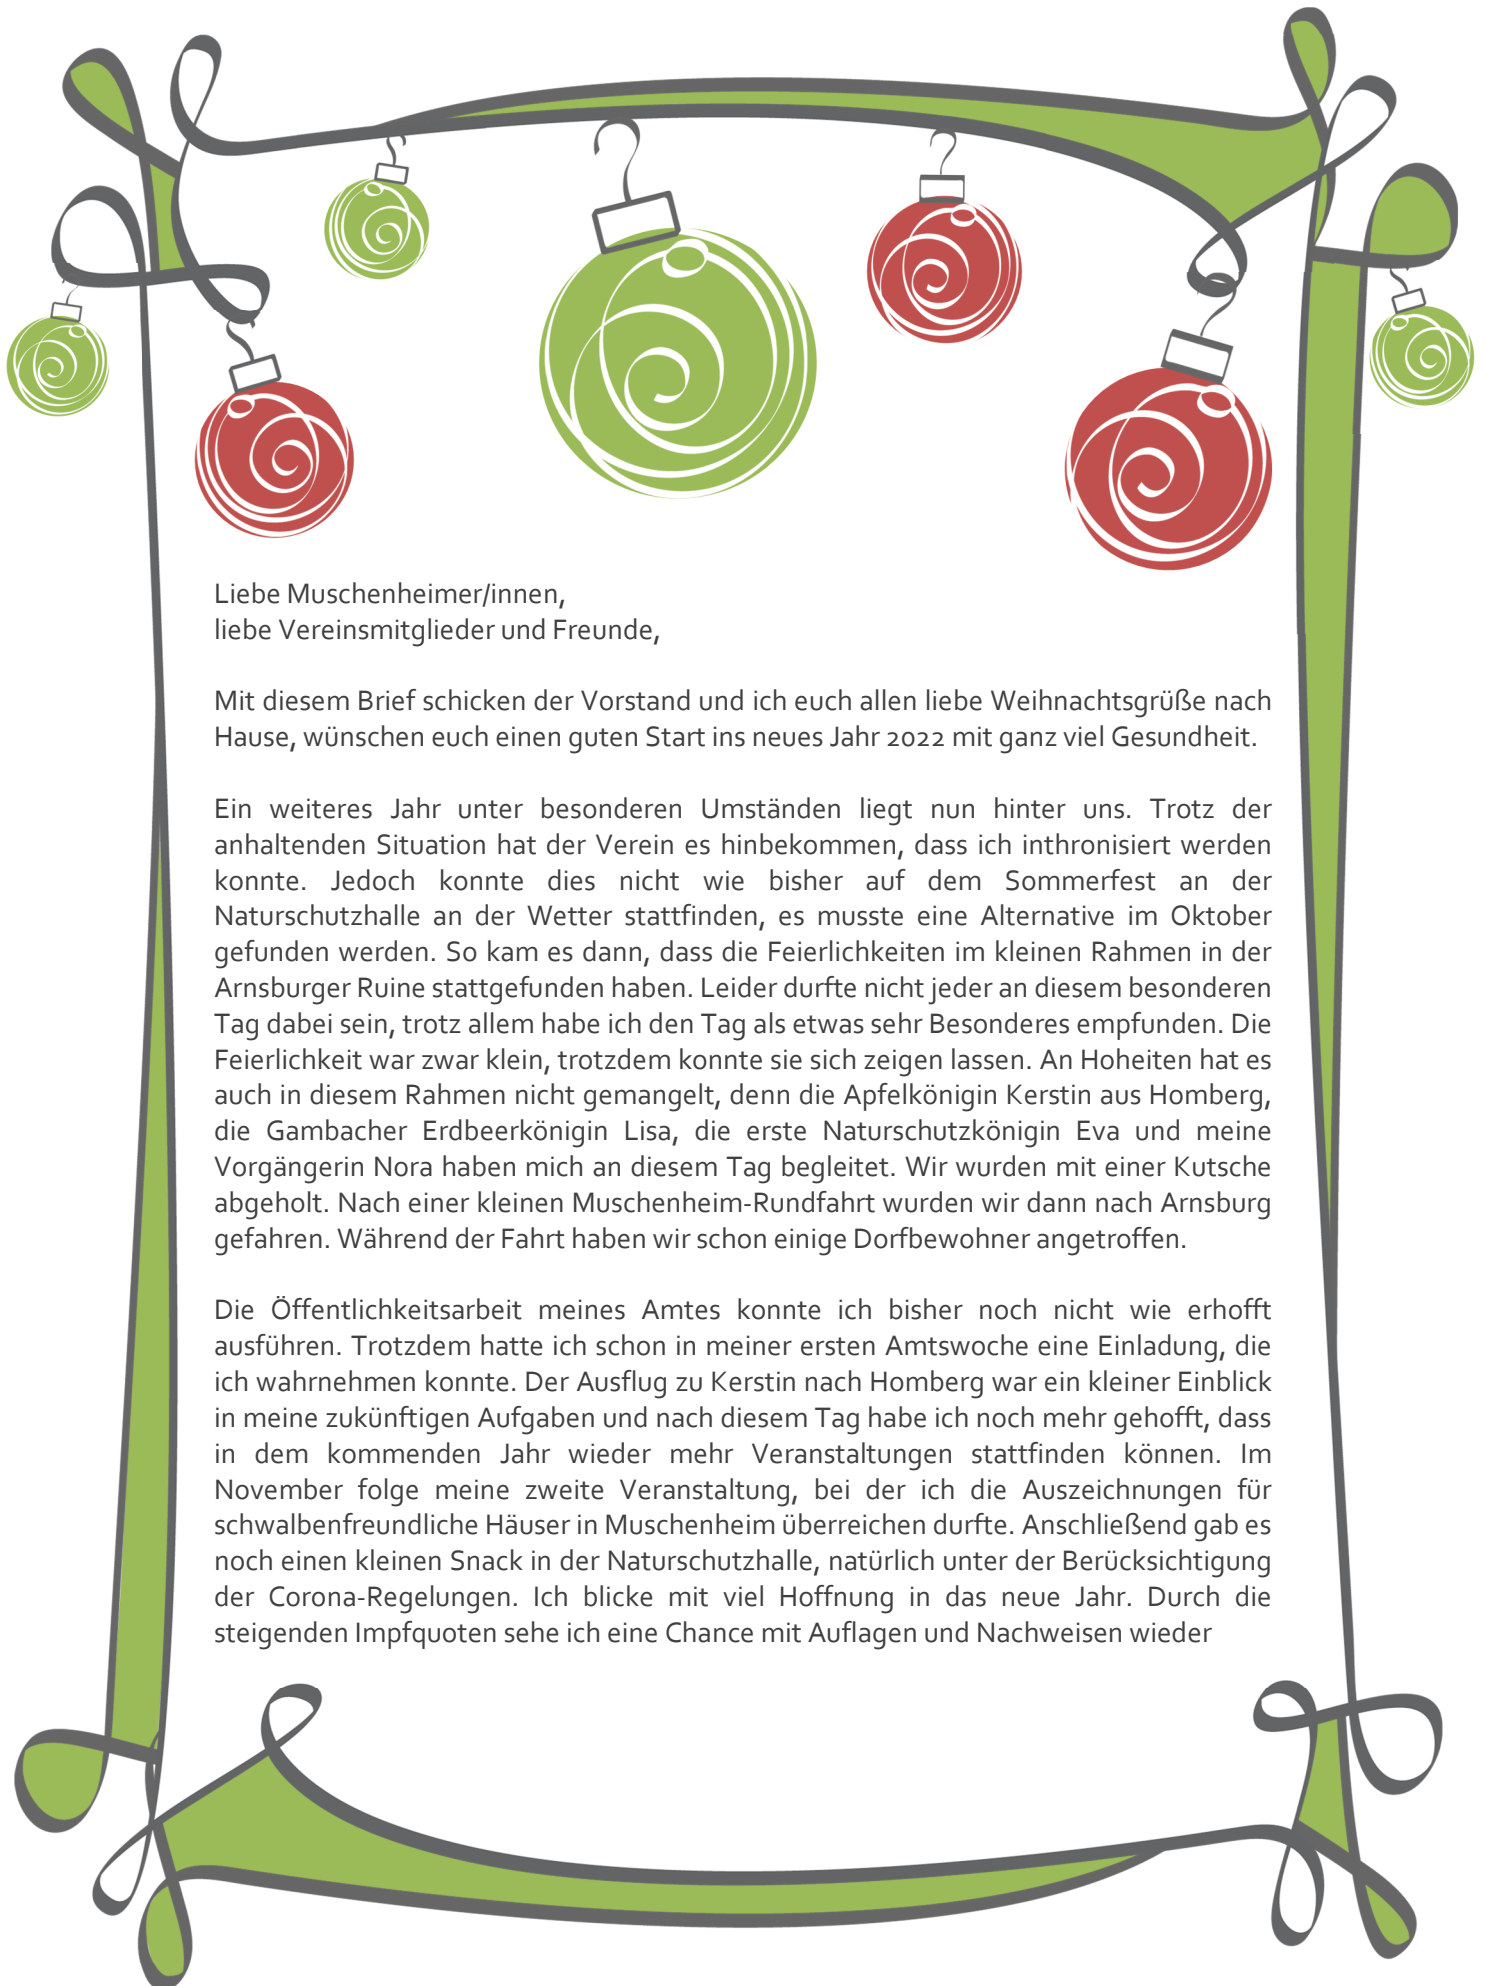 Liebe Muschenheimer/innen,
liebe Vereinsmitglieder und Freunde,
Mit diesem Brief schicken der Vorstand und ich euch allen liebe Weihnachtsgrüße nach
Hause, wünschen euch einen guten Start ins neues Jahr 2022 mit ganz viel Gesundheit.
Ein weiteres Jahr unter besonderen Umständen liegt nun hinter uns. Trotz der
anhaltenden Situation hat der Verein es hinbekommen, dass ich inthronisiert werden
konnte. Jedoch konnte dies nicht wie bisher auf dem Sommerfest an der
Naturschutzhalle an der Wetter stattfinden, es musste eine Alternative im Oktober
gefunden werden. So kam es dann, dass die Feierlichkeiten im kleinen Rahmen in der
Arnsburger Ruine stattgefunden haben. Leider durfte nicht jeder an diesem besonderen
Tag dabei sein, trotz allem habe ich den Tag als etwas sehr Besonderes empfunden. Die
Feierlichkeit war zwar klein, trotzdem konnte sie sich zeigen lassen. An Hoheiten hat es
auch in diesem Rahmen nicht gemangelt, denn die Apfelkönigin Kerstin aus Homberg,
die Gambacher Erdbeerkönigin Lisa, die erste Naturschutzkönigin Eva und meine
Vorgängerin Nora haben mich an diesem Tag begleitet. Wir wurden mit einer Kutsche
abgeholt. Nach einer kleinen Muschenheim-Rundfahrt wurden wir dann nach Arnsburg
gefahren. Während der Fahrt haben wir schon einige Dorfbewohner angetroffen.
Die Öffentlichkeitsarbeit meines Amtes konnte ich bisher noch nicht wie erhofft
ausführen. Trotzdem hatte ich schon in meiner ersten Amtswoche eine Einladung, die
ich wahrnehmen konnte. Der Ausflug zu Kerstin nach Homberg war ein kleiner Einblick
in meine zukünftigen Aufgaben und nach diesem Tag habe ich noch mehr gehofft, dass
in dem kommenden Jahr wieder mehr Veranstaltungen stattfinden können. Im
November folge meine zweite Veranstaltung, bei der ich die Auszeichnungen für
schwalbenfreundliche Häuser in Muschenheim überreichen durfte. Anschließend gab es
noch einen kleinen Snack in der Naturschutzhalle, natürlich unter der Berücksichtigung
der Corona-Regelungen. Ich blicke mit viel Hoffnung in das neue Jahr. Durch die
steigenden Impfquoten sehe ich eine Chance mit Auflagen und Nachweisen wieder